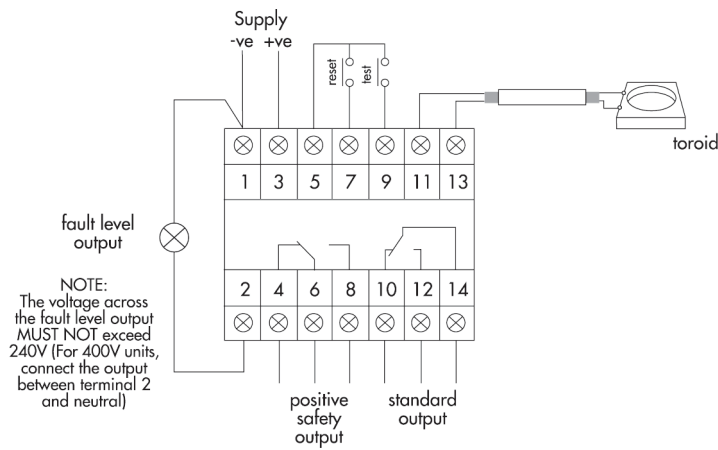 Supply
-ve +ve
reset
test
toroid
1 3 5 7 9 11 13
fault level
output
NOTE:
The voltage across
the fault level output
MUST NOT exceed
240V (For 400V units,
connect the output
between terminal 2
and neutral)
2 4 6 8 10 12 14
positive
safety
output
standard
output